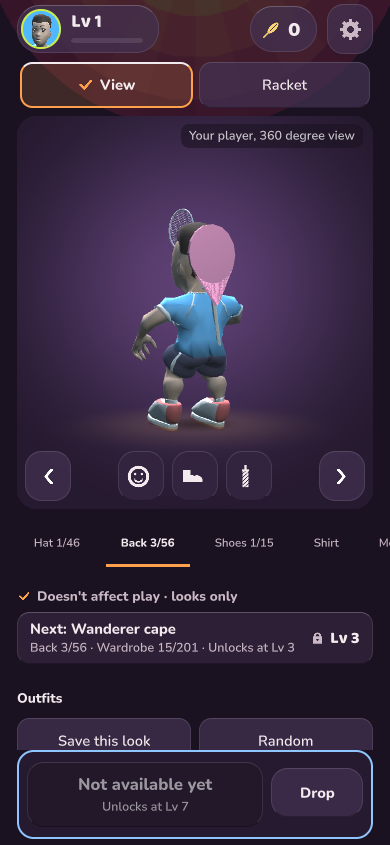 Lv 1
0
View
Racket
Your player, 360 degree view
Hat 1/46
Back 3/56
Shoes 1/15
Shirt
Doesn't affect play · looks only
Next: Wanderer cape
Back 3/56 · Wardrobe 15/201 · Unlocks at Lv 3
Lv 3
Outfits
Save this look
Random
Not available yet
Unlocks at Lv 7
Drop